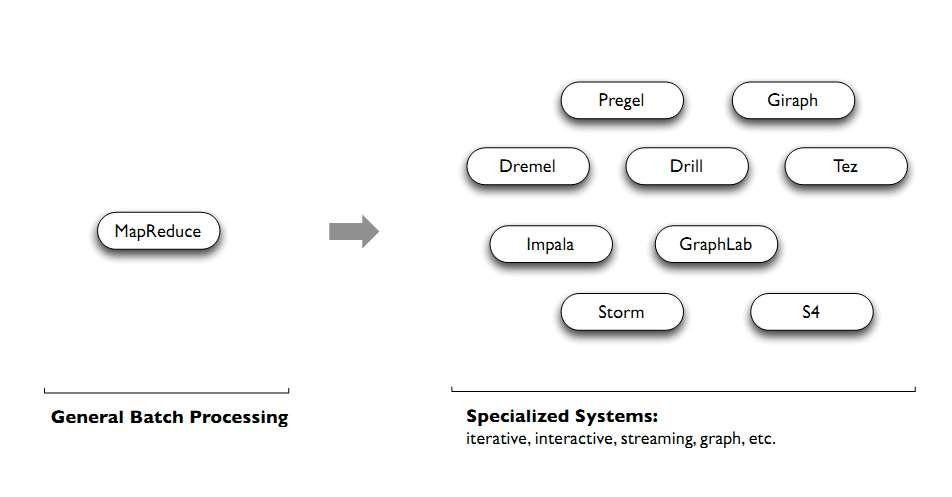 Pregel
Giraph
Dremel
Drill
Tez
MapReduce
Impala
GraphLab
Storm
S4
General Batch Processing
Specialized Systems:
iterative, interactive, streaming, graph, etc.